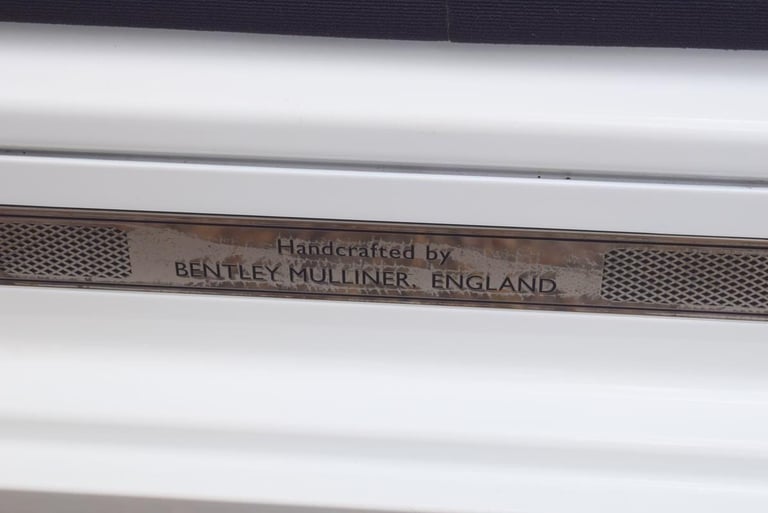 Handcrafted by
BENTLEY MULLINER. ENGLAND